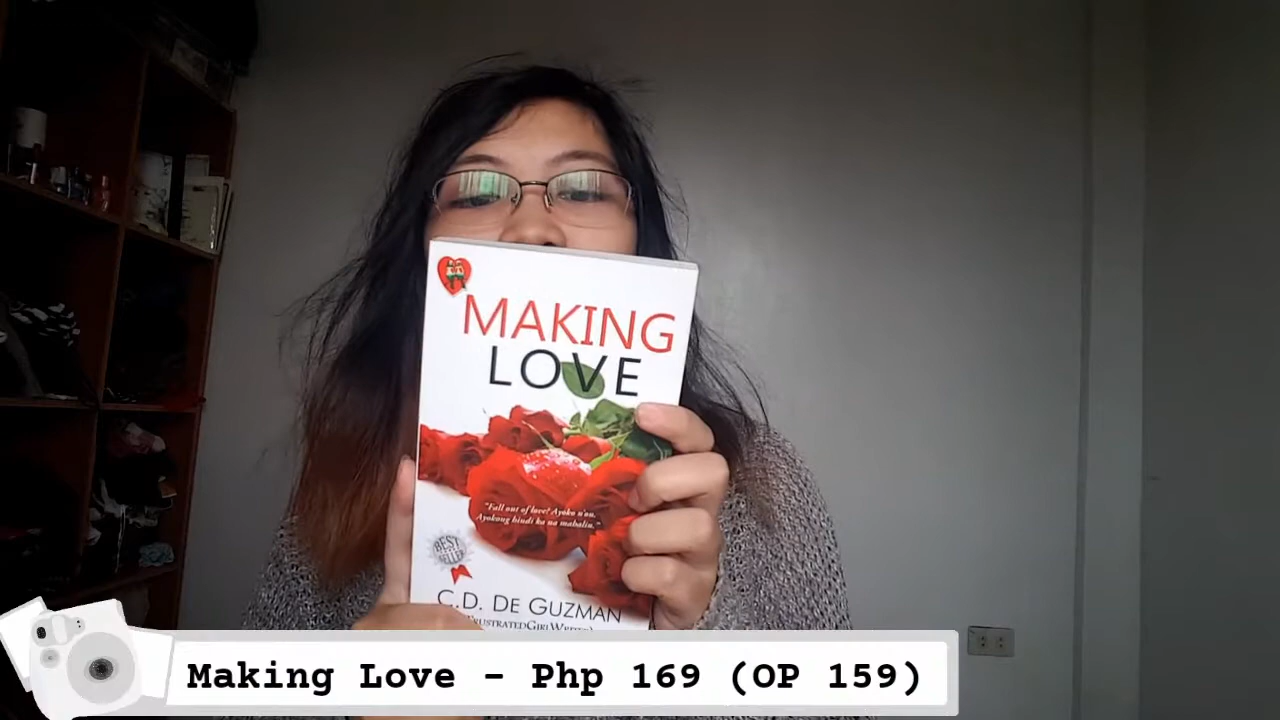 MAKING
LOVE
"Fall out of love? Ayoko n'on.
Ayokong hindi ka na mahalin."
BEST
SELLER
C.D. DE GUZMAN
Making Love - Php 169 (OP 159)